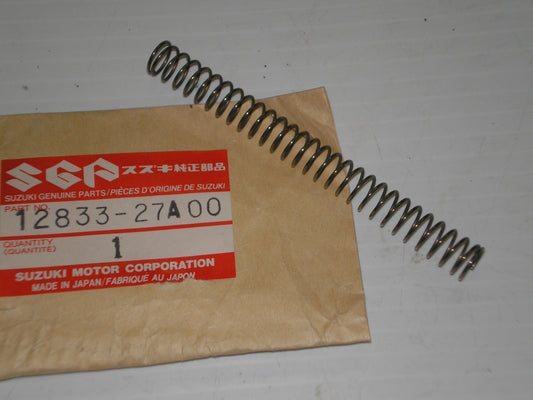 SGP スズキ純正部品
SUZUKI GENUINE PARTS/PIÈCES D'ORIGINE DE SUZUKI
PART NO.
12833-27A00
QUANTITY
(QUANTITÉ) 1
SUZUKI MOTOR CORPORATION
MADE IN JAPAN/FABRIQUE AU JAPON